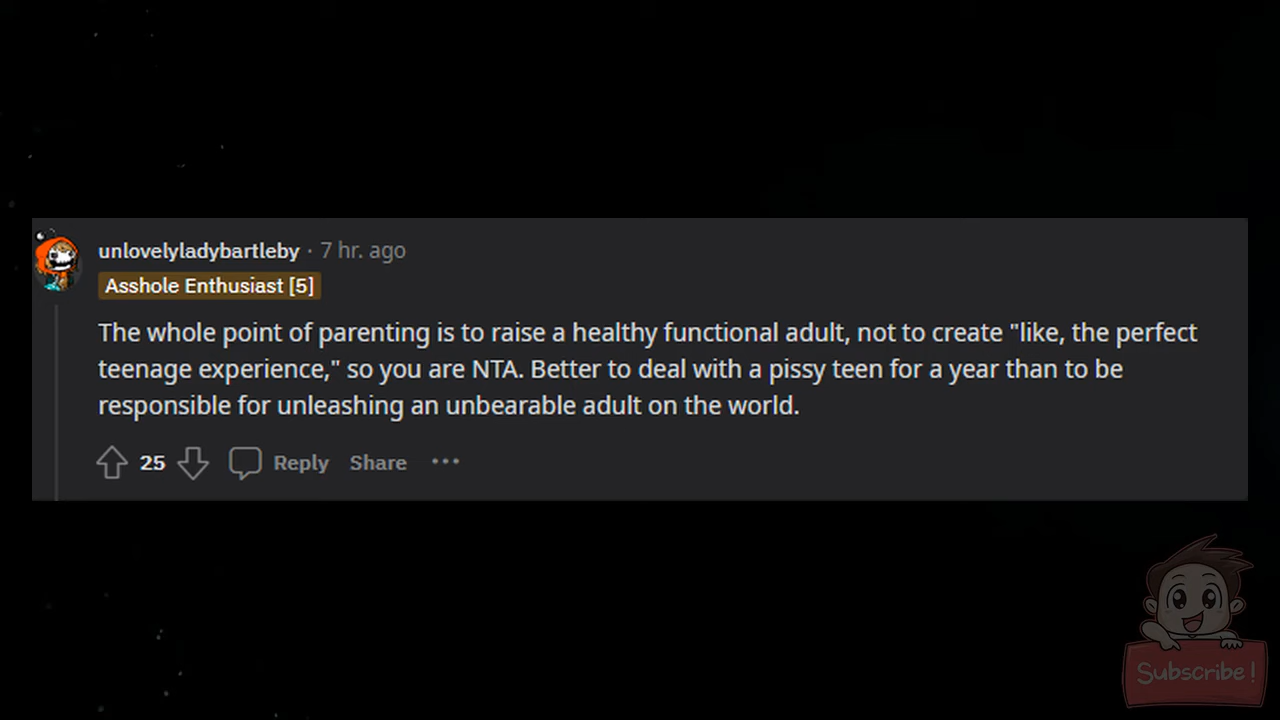 unlovelyladybartleby · 7 hr. ago
Asshole Enthusiast [5]
The whole point of parenting is to raise a healthy functional adult, not to create "like, the perfect
teenage experience," so you are NTA. Better to deal with a pissy teen for a year than to be
responsible for unleashing an unbearable adult on the world.
25 Reply Share ···
Subscribe!